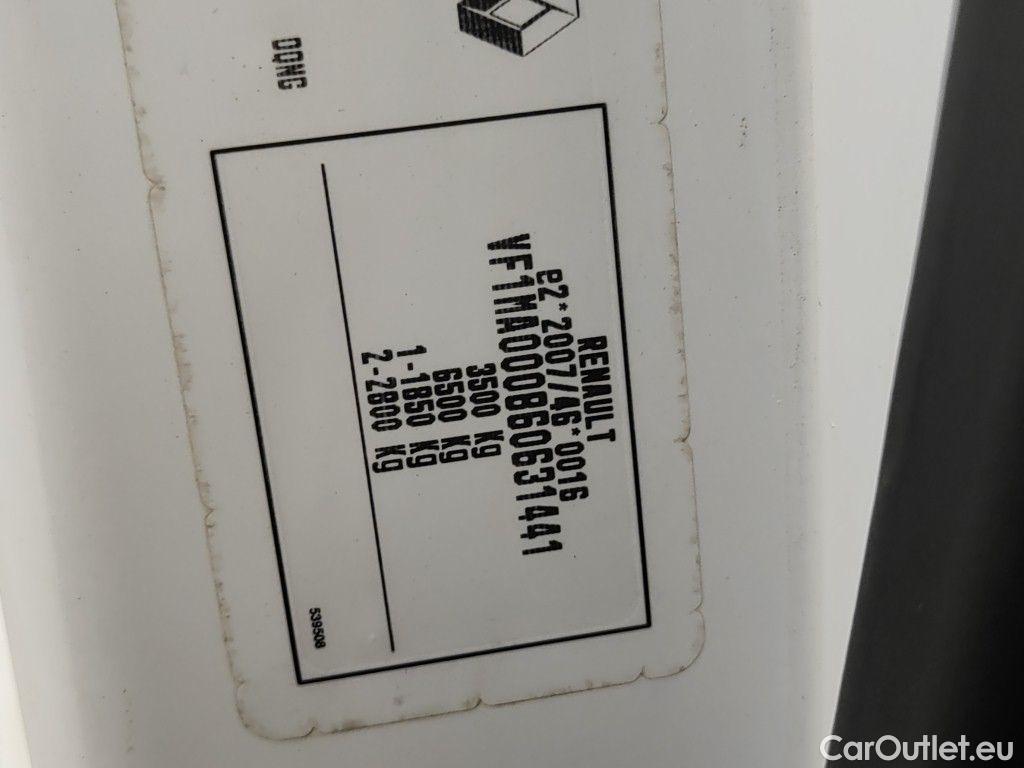 DQNG
RENAULT
e2*2007/46*0016
VF1MA000860631441
3500 Kg
6500 Kg
1-1850 Kg
2-2800 Kg
539508
CarOutlet.eu